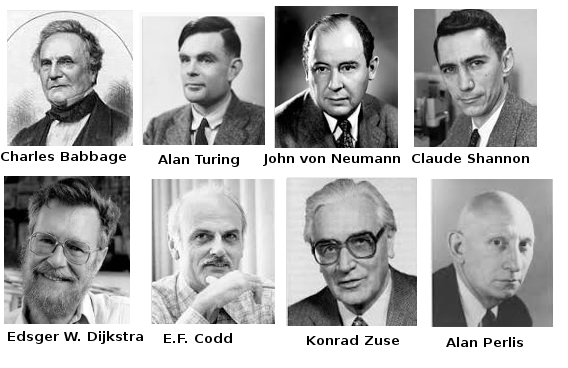 Charles Babbage
Alan Turing
John von Neumann
Claude Shannon
Edsger W. Dijkstra
E.F. Codd
Konrad Zuse
Alan Perlis